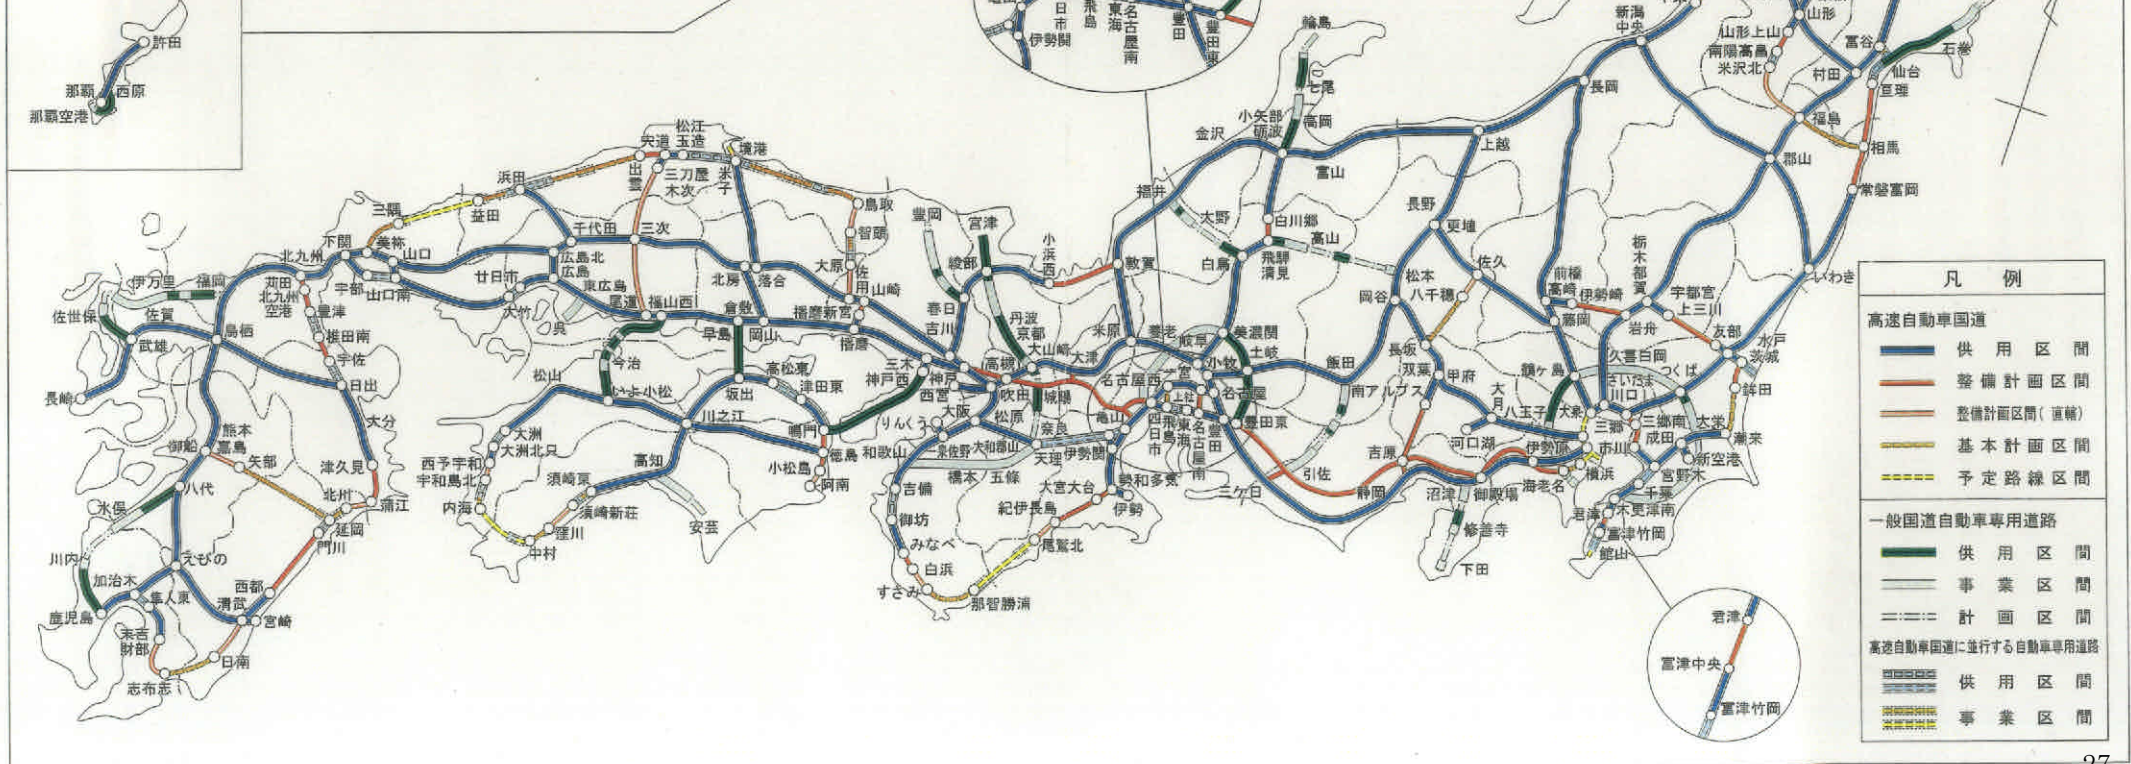 許田
那覇
西原
那覇空港
日市
飛島
東海
名古屋南
豊田
豊田東
伊勢関
輪島
七尾
高岡
小矢部
砺波
金沢
富山
福井
大野
白川郷
高山
白鳥
飛騨
清見
新潟
中央
長岡
上越
長野
更埴
松本
岡谷
佐久
八千穂
長坂
双葉
甲府
南アルプス
飯田
山形
山形上山
南陽高畠
米沢北
富谷
石巻
村田
仙台
亘理
福島
相馬
郡山
常磐富岡
いわき
栃木都賀
前橋
高崎
伊勢崎
藤岡
岩舟
宇都宮
上三川
友部
水戸
茨城
鉾田
久喜白岡
つくば
鶴ヶ島
さいたま
川口
大泉
三郷
三郷南
大栄
潮来
成田
市川
新空港
宮野木
千葉
横浜
海老名
八王子
大月
河口湖
伊勢原
御殿場
沼津
修善寺
下田
吉原
静岡
引佐
三ケ日
木更津南
君津
富津竹岡
館山
松江
玉造
宍道
出雲
三刀屋
木次
境港
米子
鳥取
智頭
大原
佐用
山崎
播磨新宮
播磨
浜田
益田
三隅
千代田
三次
北房
落合
下関
美祢
山口
北九州
宇部
山口南
広島北
広島
廿日市
大竹
東広島
呉
尾道
福山西
倉敷
早島
岡山
苅田
北九州
空港
豊津
椎田南
宇佐
日出
大分
伊万里
福岡
佐世保
佐賀
武雄
鳥栖
長崎
熊本
嘉島
御船
矢部
八代
水俣
川内
津久見
蒲江
北川
延岡
門川
えびの
加治木
隼人東
西都
清武
宮崎
鹿児島
末吉
財部
日南
志布志
今治
松山
いよ小松
坂出
高松東
津田東
川之江
鳴門
徳島
小松島
阿南
大洲
大洲北只
西予宇和
宇和島北
内海
高知
須崎東
須崎新荘
窪川
中村
安芸
豊岡
宮津
綾部
小浜西
敦賀
春日
吉川
丹波
京都
大山崎
大津
米原
養老
岐阜
美濃関
土岐
小牧
一宮
三木
神戸西
神戸
西宮
高槻
吹田
城陽
名古屋西
上社
名古屋
豊田東
亀山
四日市
飛島
東海
名古屋南
豊田
りんくう
大阪
松原
奈良
泉佐野
大和郡山
天理
伊勢関
和歌山
橋本
五條
吉備
御坊
みなべ
白浜
すさみ
那智勝浦
尾鷲北
紀伊長島
大宮大台
勢和多気
伊勢
君津
富津中央
富津竹岡
凡例
高速自動車国道
供用区間
整備計画区間
整備計画区間(直轄)
基本計画区間
予定路線区間
一般国道自動車専用道路
供用区間
事業区間
計画区間
高速自動車国道に並行する自動車専用道路
供用区間
事業区間